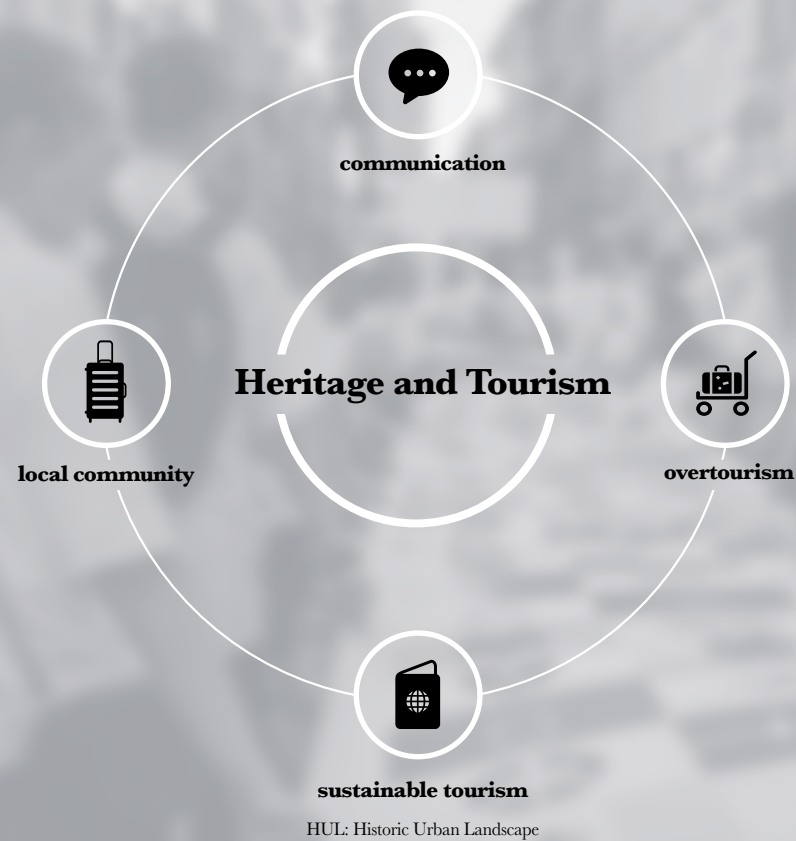 communication
Heritage and Tourism
local community
overtourism
sustainable tourism
HUL: Historic Urban Landscape